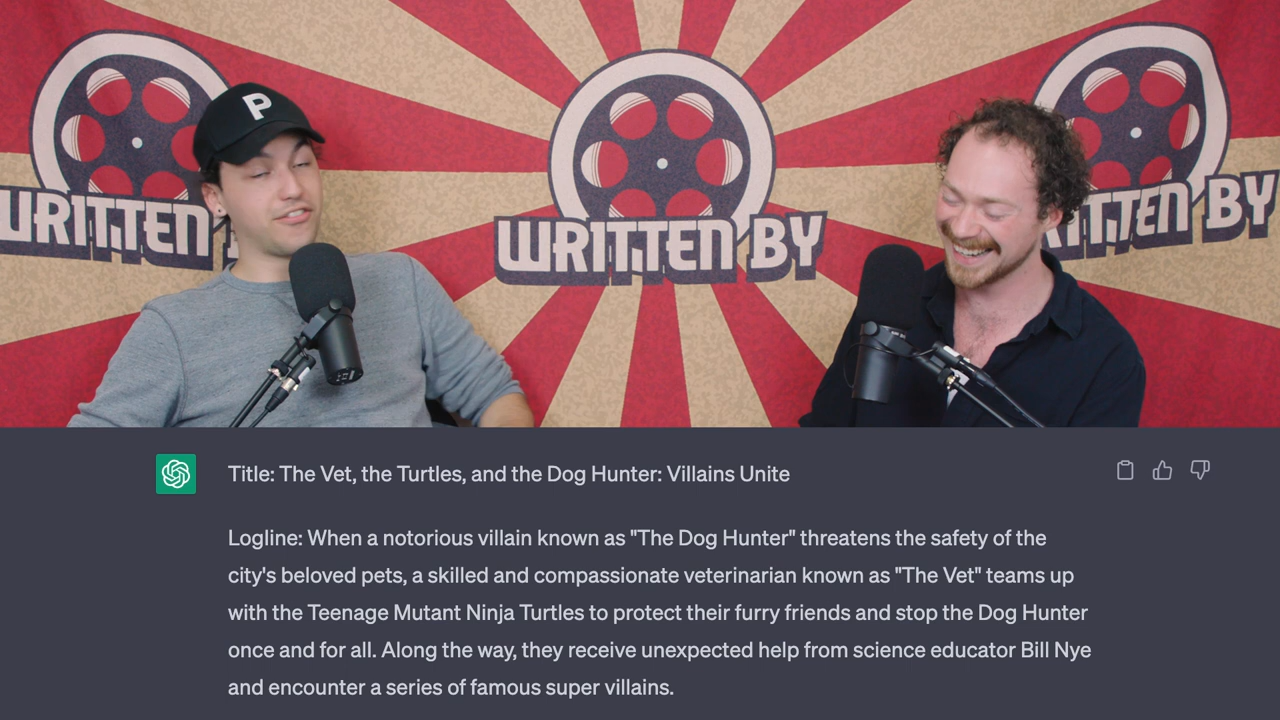 P
WRITTEN
WRITTEN BY
WRITTEN BY
Title: The Vet, the Turtles, and the Dog Hunter: Villains Unite
Logline: When a notorious villain known as "The Dog Hunter" threatens the safety of the
city's beloved pets, a skilled and compassionate veterinarian known as "The Vet" teams up
with the Teenage Mutant Ninja Turtles to protect their furry friends and stop the Dog Hunter
once and for all. Along the way, they receive unexpected help from science educator Bill Nye
and encounter a series of famous super villains.